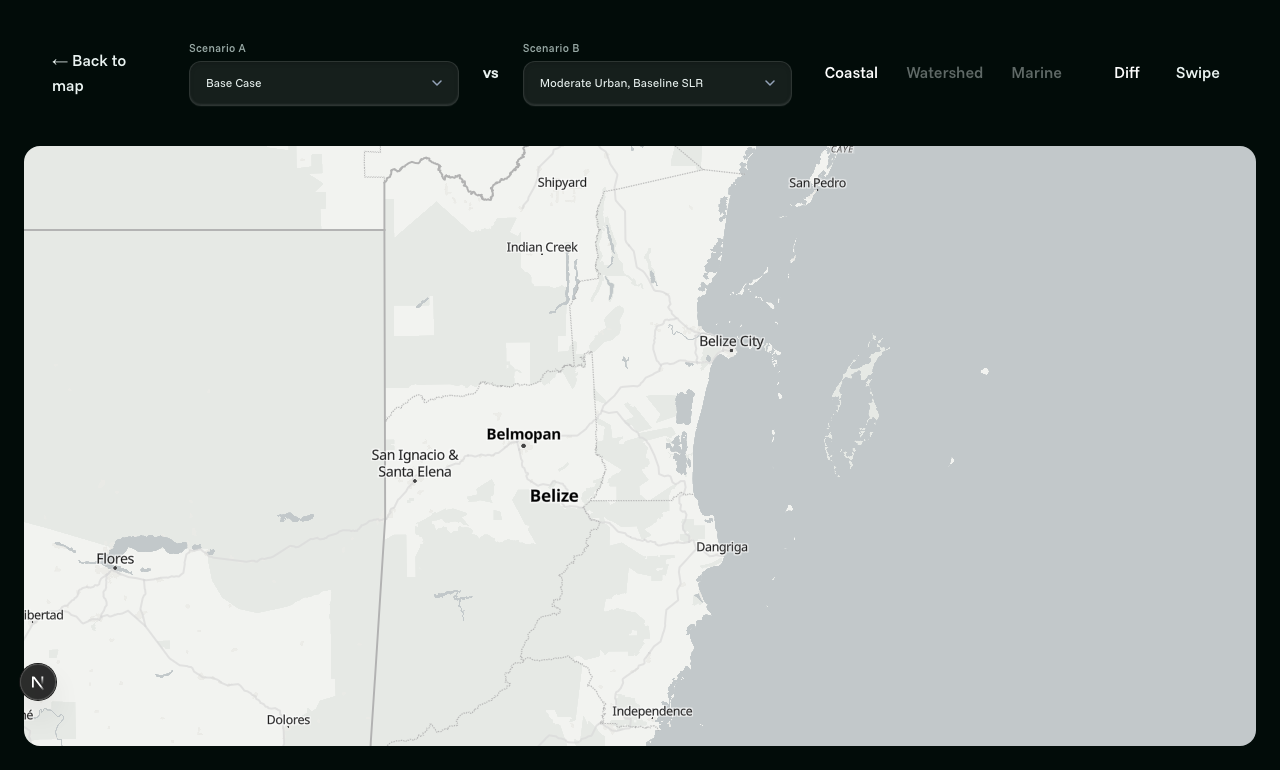 Scenario A
Scenario B
← Back to
map
Base Case
vs
Moderate Urban, Baseline SLR
Coastal
Watershed
Marine
Diff
Swipe
CAYE
Shipyard
San Pedro
Indian Creek
Belize City
Belmopan
San Ignacio &
Santa Elena
Belize
Dangriga
Flores
ibertad
N
Independence
né
Dolores